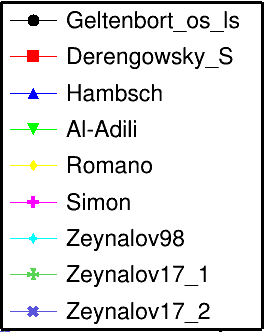 Geltenbort_os_ls
Derengowsky_S
Hambsch
Al-Adili
Romano
Simon
Zeynalov98
Zeynalov17_1
Zeynalov17_2